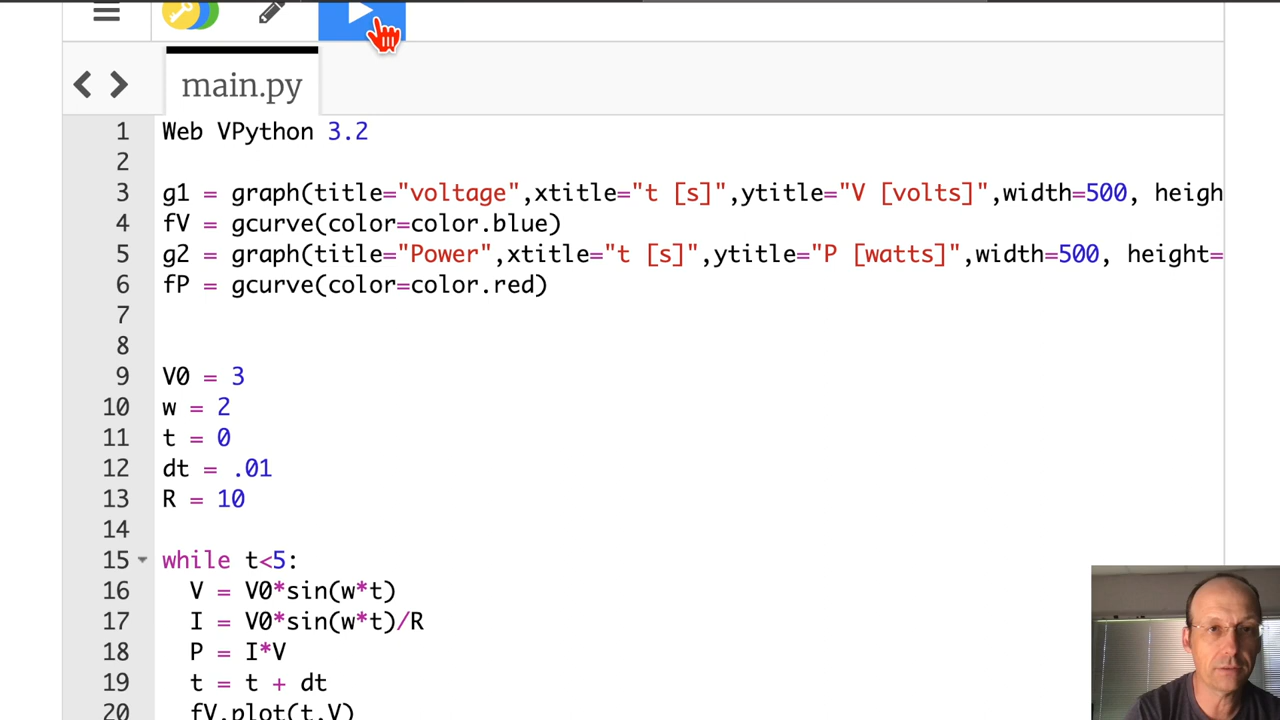 main.py
1 Web VPython 3.2
2
3 g1 = graph(title="voltage",xtitle="t [s]",ytitle="V [volts]",width=500, heigh
4 fV = gcurve(color=color.blue)
5 g2 = graph(title="Power",xtitle="t [s]",ytitle="P [watts]",width=500, height=
6 fP = gcurve(color=color.red)
7
8
9 V0 = 3
10 w = 2
11 t = 0
12 dt = .01
13 R = 10
14
15 while t<5:
16 V = V0*sin(w*t)
17 I = V0*sin(w*t)/R
18 P = I*V
19 t = t + dt
20 fV.plot(t,V)